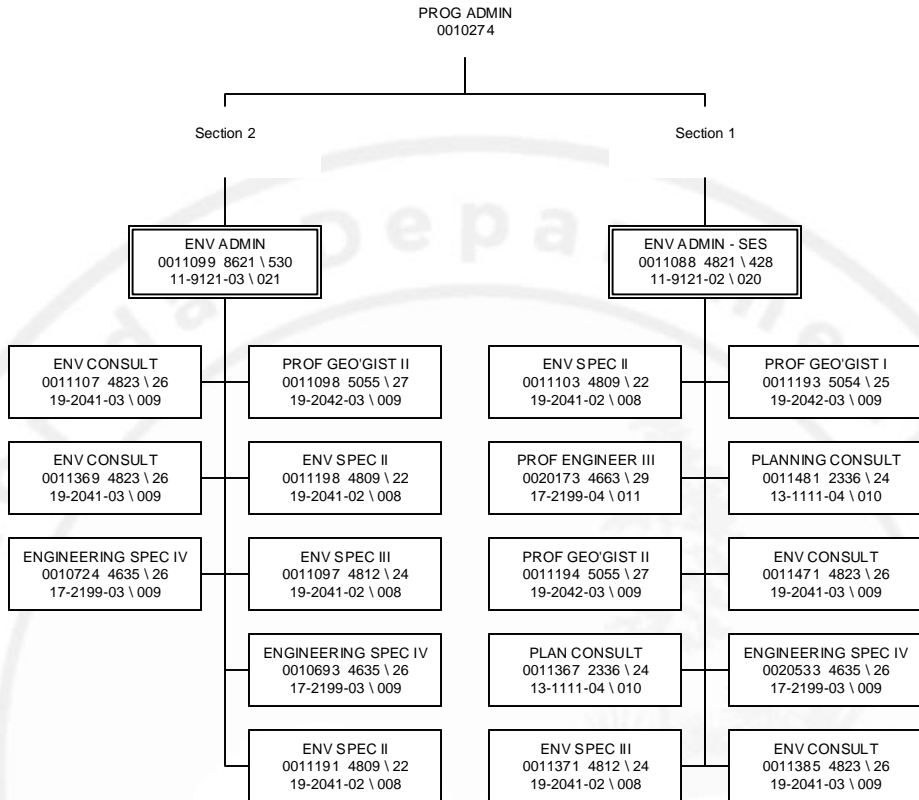 PROG ADMIN
0010274
Section 2
Section 1
ENV ADMIN
0011099 8621 \ 530
11-9121-03 \ 021
ENV ADMIN - SES
0011088 4821 \ 428
11-9121-02 \ 020
ENV CONSULT
0011107 4823 \ 26
19-2041-03 \ 009
PROF GEO'GIST II
0011098 5055 \ 27
19-2042-03 \ 009
ENV SPEC II
0011103 4809 \ 22
19-2041-02 \ 008
PROF GEO'GIST I
0011193 5054 \ 25
19-2042-03 \ 009
ENV CONSULT
0011369 4823 \ 26
19-2041-03 \ 009
ENV SPEC II
0011198 4809 \ 22
19-2041-02 \ 008
PROF ENGINEER III
0020173 4663 \ 29
17-2199-04 \ 011
PLANNING CONSULT
0011481 2336 \ 24
13-1111-04 \ 010
ENGINEERING SPEC IV
0010724 4635 \ 26
17-2199-03 \ 009
ENV SPEC III
0011097 4812 \ 24
19-2041-02 \ 008
PROF GEO'GIST II
0011194 5055 \ 27
19-2042-03 \ 009
ENV CONSULT
0011471 4823 \ 26
19-2041-03 \ 009
ENGINEERING SPEC IV
0010693 4635 \ 26
17-2199-03 \ 009
PLAN CONSULT
0011367 2336 \ 24
13-1111-04 \ 010
ENGINEERING SPEC IV
0020533 4635 \ 26
17-2199-03 \ 009
ENV SPEC II
0011191 4809 \ 22
19-2041-02 \ 008
ENV SPEC III
0011371 4812 \ 24
19-2041-02 \ 008
ENV CONSULT
0011385 4823 \ 26
19-2041-03 \ 009